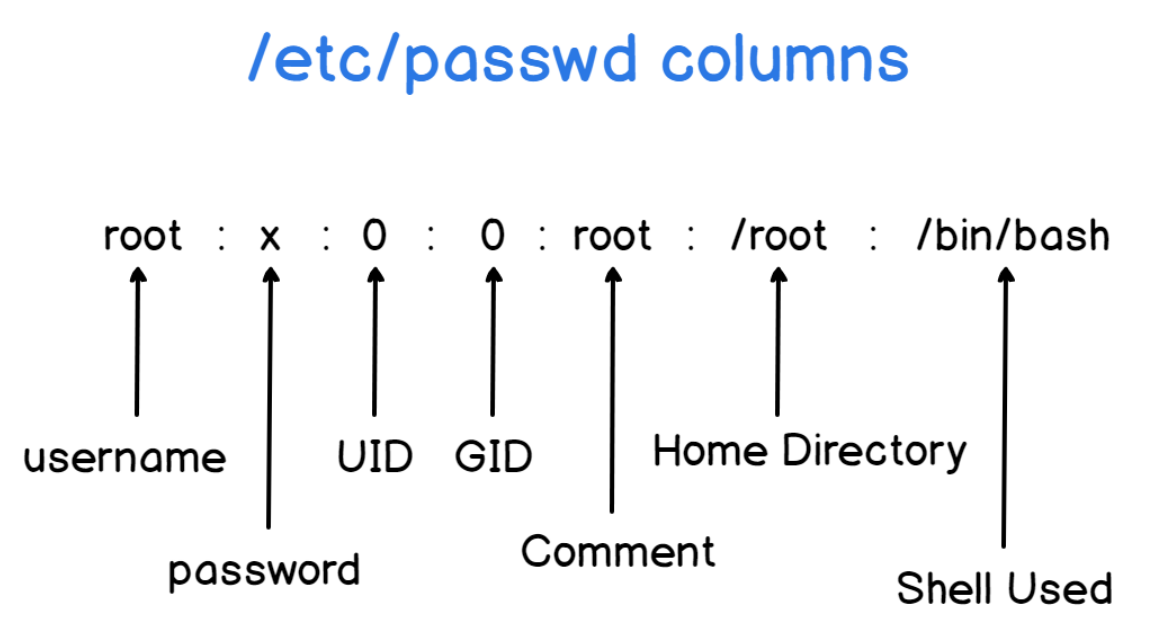 /etc/passwd columns
root : x : 0 : 0 : root : /root : /bin/bash
username
UID
GID
Home Directory
password
Comment
Shell Used